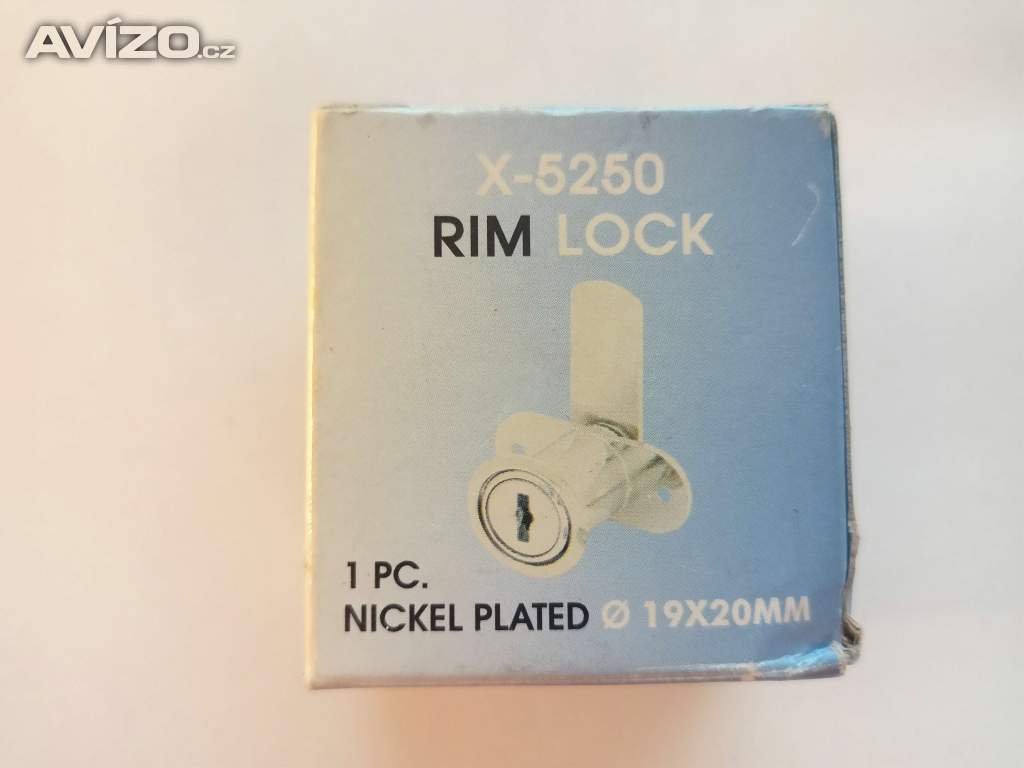 AVÍZO.cz
X-5250
RIM LOCK
1 PC.
NICKEL PLATED Ø 19X20MM